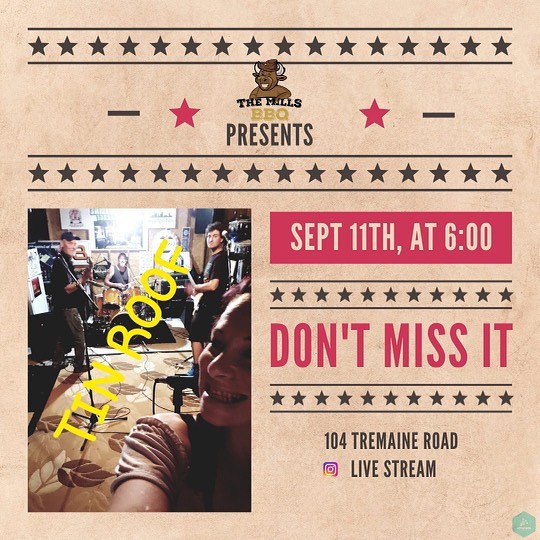 THE MILLS
BBQ
PRESENTS
SEPT 11TH, AT 6:00
TIN ROOF
DON'T MISS IT
104 TREMAINE ROAD
LIVE STREAM